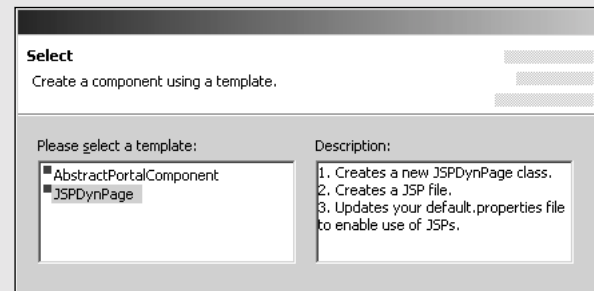 Select
Create a component using a template.
Please select a template:
AbstractPortalComponent
JSPDynPage
Description:
1. Creates a new JSPDynPage class.
2. Creates a JSP file.
3. Updates your default.properties file
to enable use of JSPs.